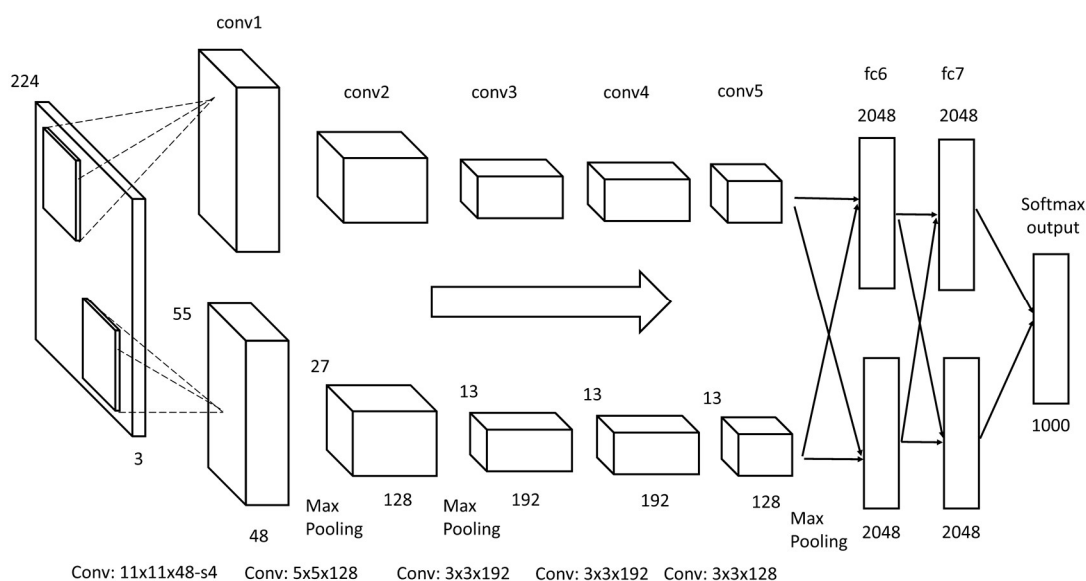 conv1
224
conv2
conv3
conv4
conv5
fc6
fc7
2048
2048
Softmax
output
55
27
13
13
13
3
48
Max
Pooling
128
Max
Pooling
192
192
128
Max
Pooling
2048
2048
1000
Conv: 11x11x48-s4
Conv: 5x5x128
Conv: 3x3x192
Conv: 3x3x192
Conv: 3x3x128